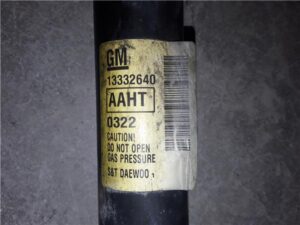 GM
13332640
AAHT
0322
CAUTION!
DO NOT OPEN
GAS PRESSURE
S&T DAEWOO